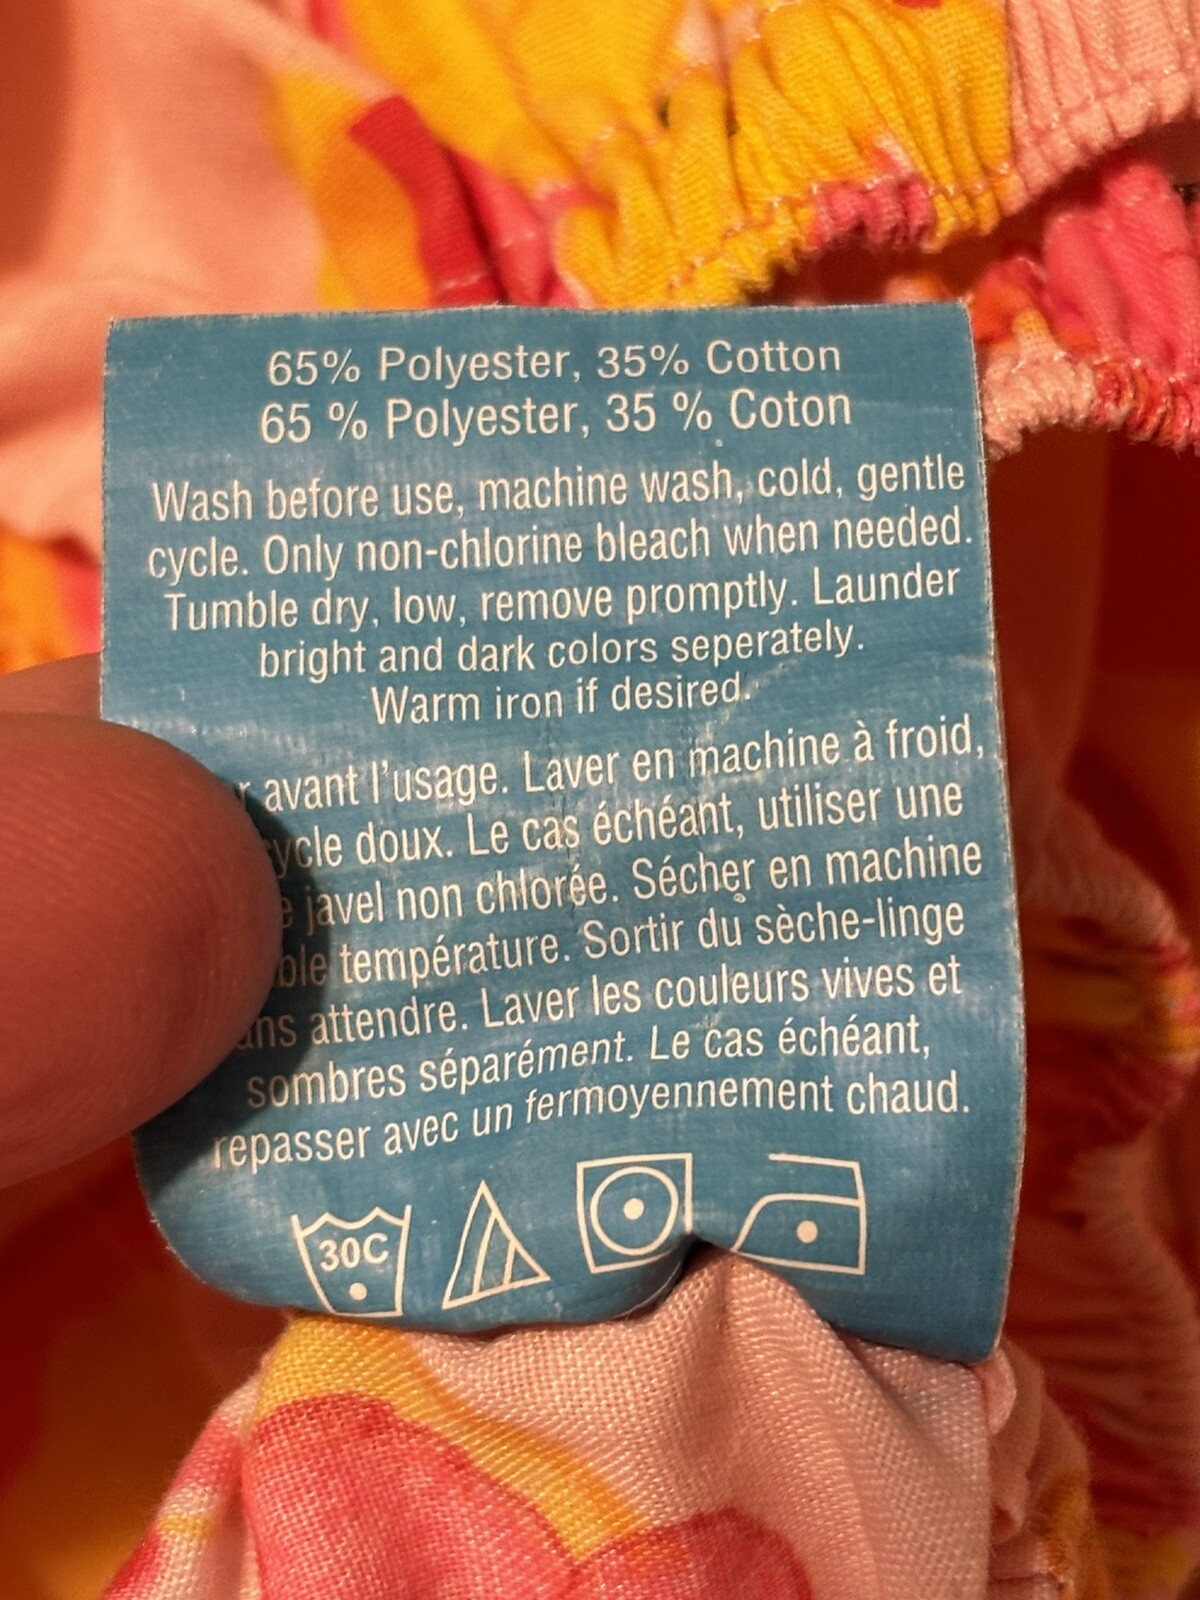 65% Polyester, 35% Cotton
65 % Polyester, 35 % Coton
Wash before use, machine wash, cold, gentle
cycle. Only non-chlorine bleach when needed.
Tumble dry, low, remove promptly. Launder
bright and dark colors seperately.
Warm iron if desired.
avant l'usage. Laver en machine à froid,
doux. Le cas échéant, utiliser une
javel non chlorée. Sécher en machine
température. Sortir du sèche-linge
attendre. Laver les couleurs vives et
sombres séparément. Le cas échéant,
repasser avec un fermoyennement chaud.
30C